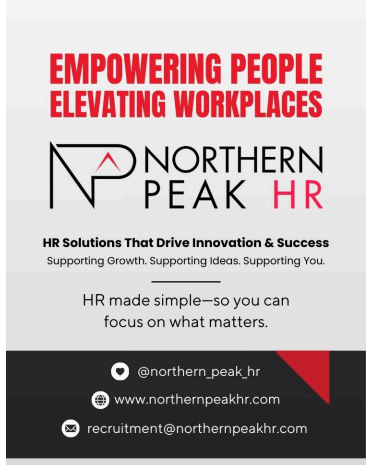 EMPOWERING PEOPLE
ELEVATING WORKPLACES
NORTHERN
PEAK HR
HR Solutions That Drive Innovation & Success
Supporting Growth. Supporting Ideas. Supporting You.
HR made simple—so you can
focus on what matters.
@northern_peak_hr
www.northernpeakhr.com
recruitment@northernpeakhr.com